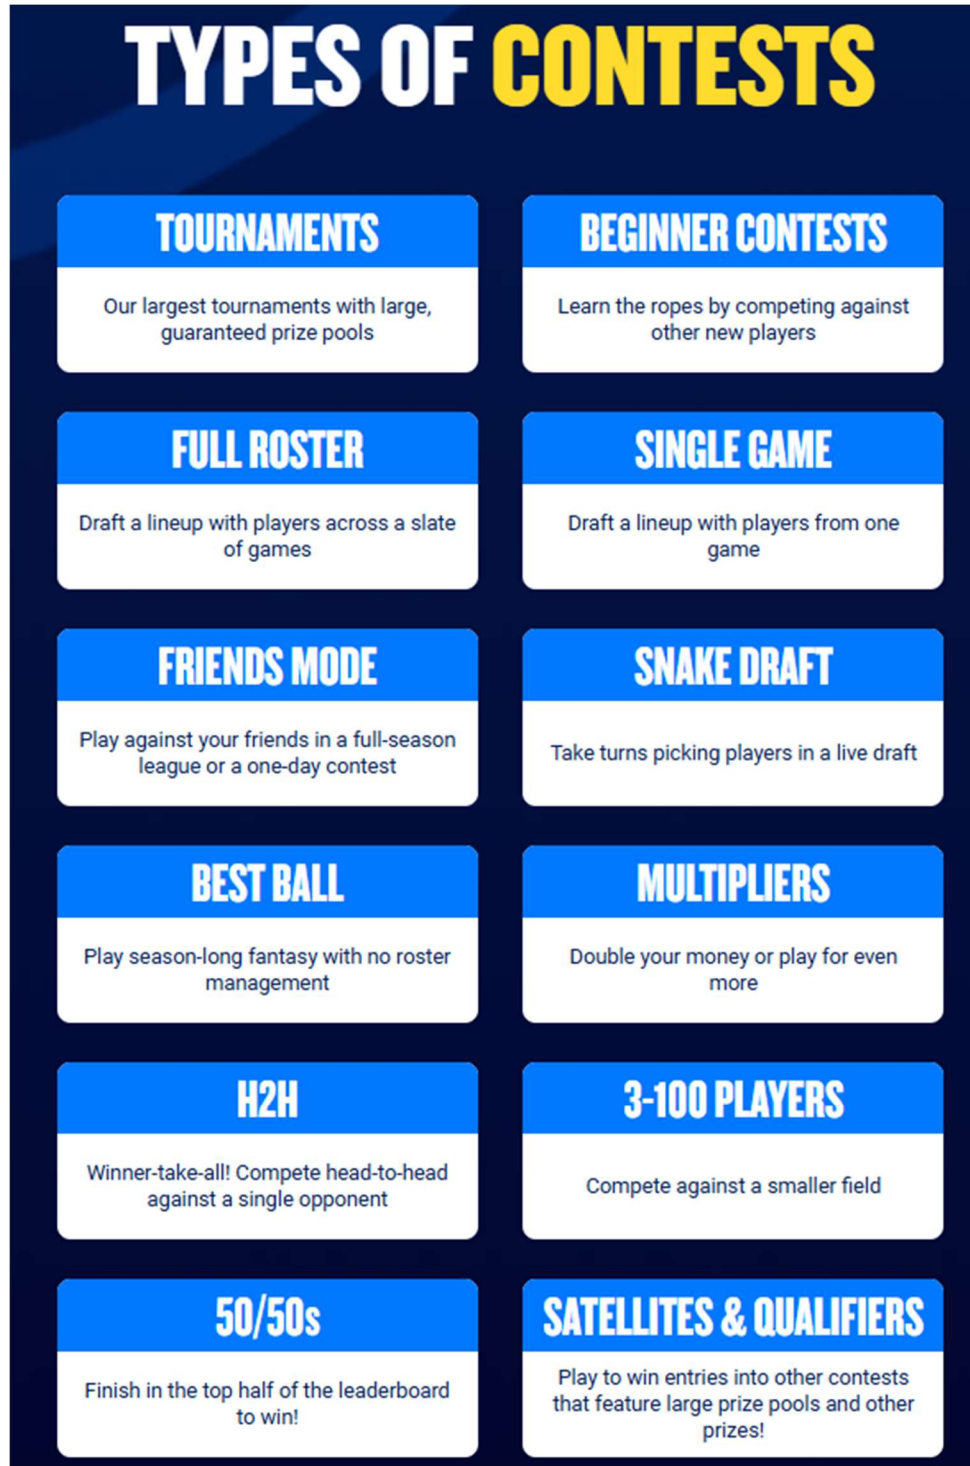 TYPES OF CONTESTS
TOURNAMENTS
Our largest tournaments with large,
guaranteed prize pools
BEGINNER CONTESTS
Learn the ropes by competing against
other new players
FULL ROSTER
Draft a lineup with players across a slate
of games
SINGLE GAME
Draft a lineup with players from one
game
FRIENDS MODE
Play against your friends in a full-season
league or a one-day contest
SNAKE DRAFT
Take turns picking players in a live draft
BEST BALL
Play season-long fantasy with no roster
management
MULTIPLIERS
Double your money or play for even
more
H2H
Winner-take-all! Compete head-to-head
against a single opponent
3-100 PLAYERS
Compete against a smaller field
50/50s
Finish in the top half of the leaderboard
to win!
SATELLITES & QUALIFIERS
Play to win entries into other contests
that feature large prize pools and other
prizes!